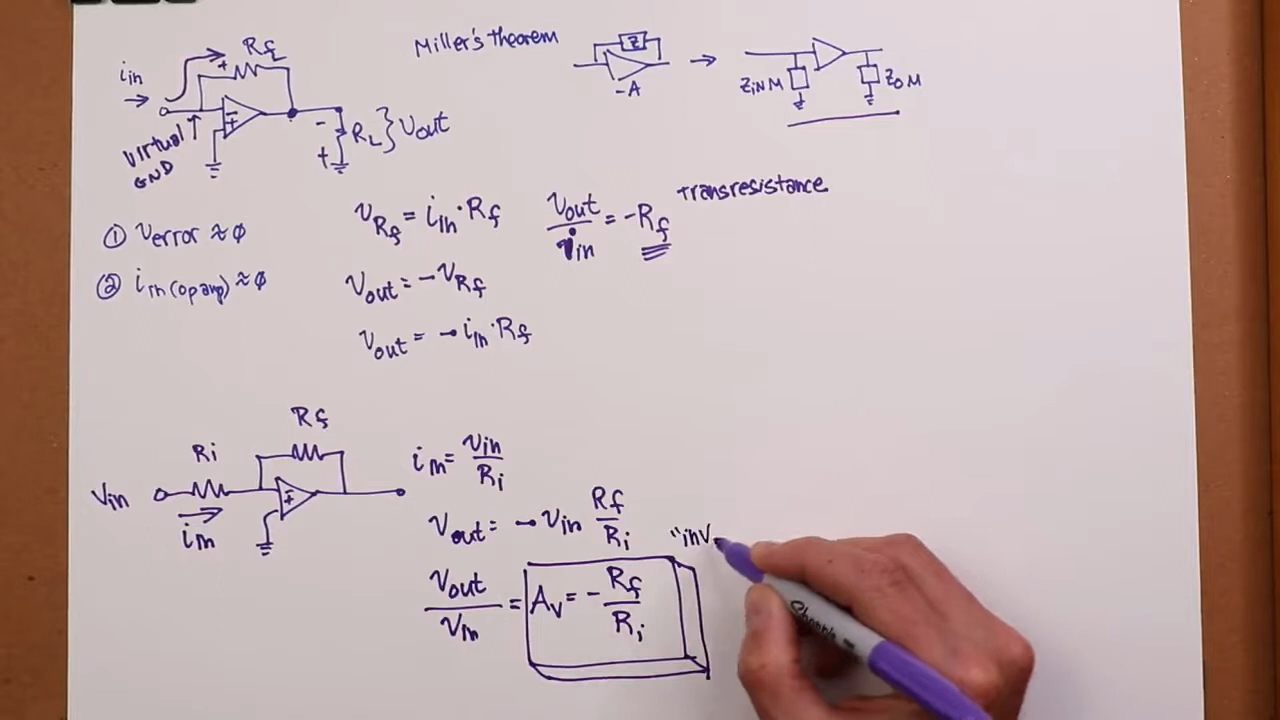 Miller's theorem
Z
-A
→
ZiNM
ZOM
Rf
iin
→
+
Virtual
GND
-
+
-
+
RL } Vout
① Verror ≈ ∅
② iin(opamp) ≈ ∅
VRf = iin · Rf
Vout = -VRf
Vout = -iin · Rf
Vout/iin = -Rf
transresistance
Rf
Ri
Vin
iin
-
+
iin = Vin/Ri
Vout = -Vin Rf/Ri
Vout/Vin = Av = - Rf/Ri
"inv
Sharpie